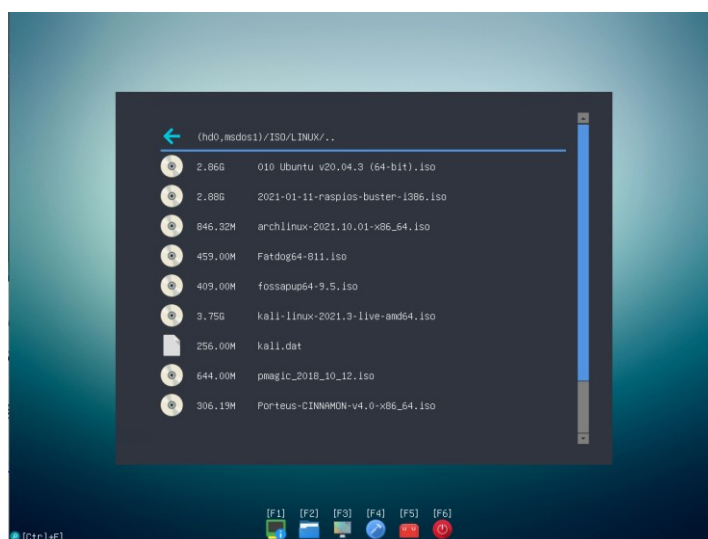 (hd0,msdos1)/ISO/LINUX/..
2.86G 010 Ubuntu v20.04.3 (64-bit).iso
2.88G 2021-01-11-raspios-buster-i386.iso
846.32M archlinux-2021.10.01-x86_64.iso
459.00M Fatdog64-811.iso
409.00M fossapup64-9.5.iso
3.75G kali-linux-2021.3-live-amd64.iso
256.00M kali.dat
644.00M pmagic_2018_10_12.iso
306.19M Porteus-CINNAMON-v4.0-x86_64.iso
[F1] [F2] [F3] [F4] [F5] [F6]
[Ctrl+F]